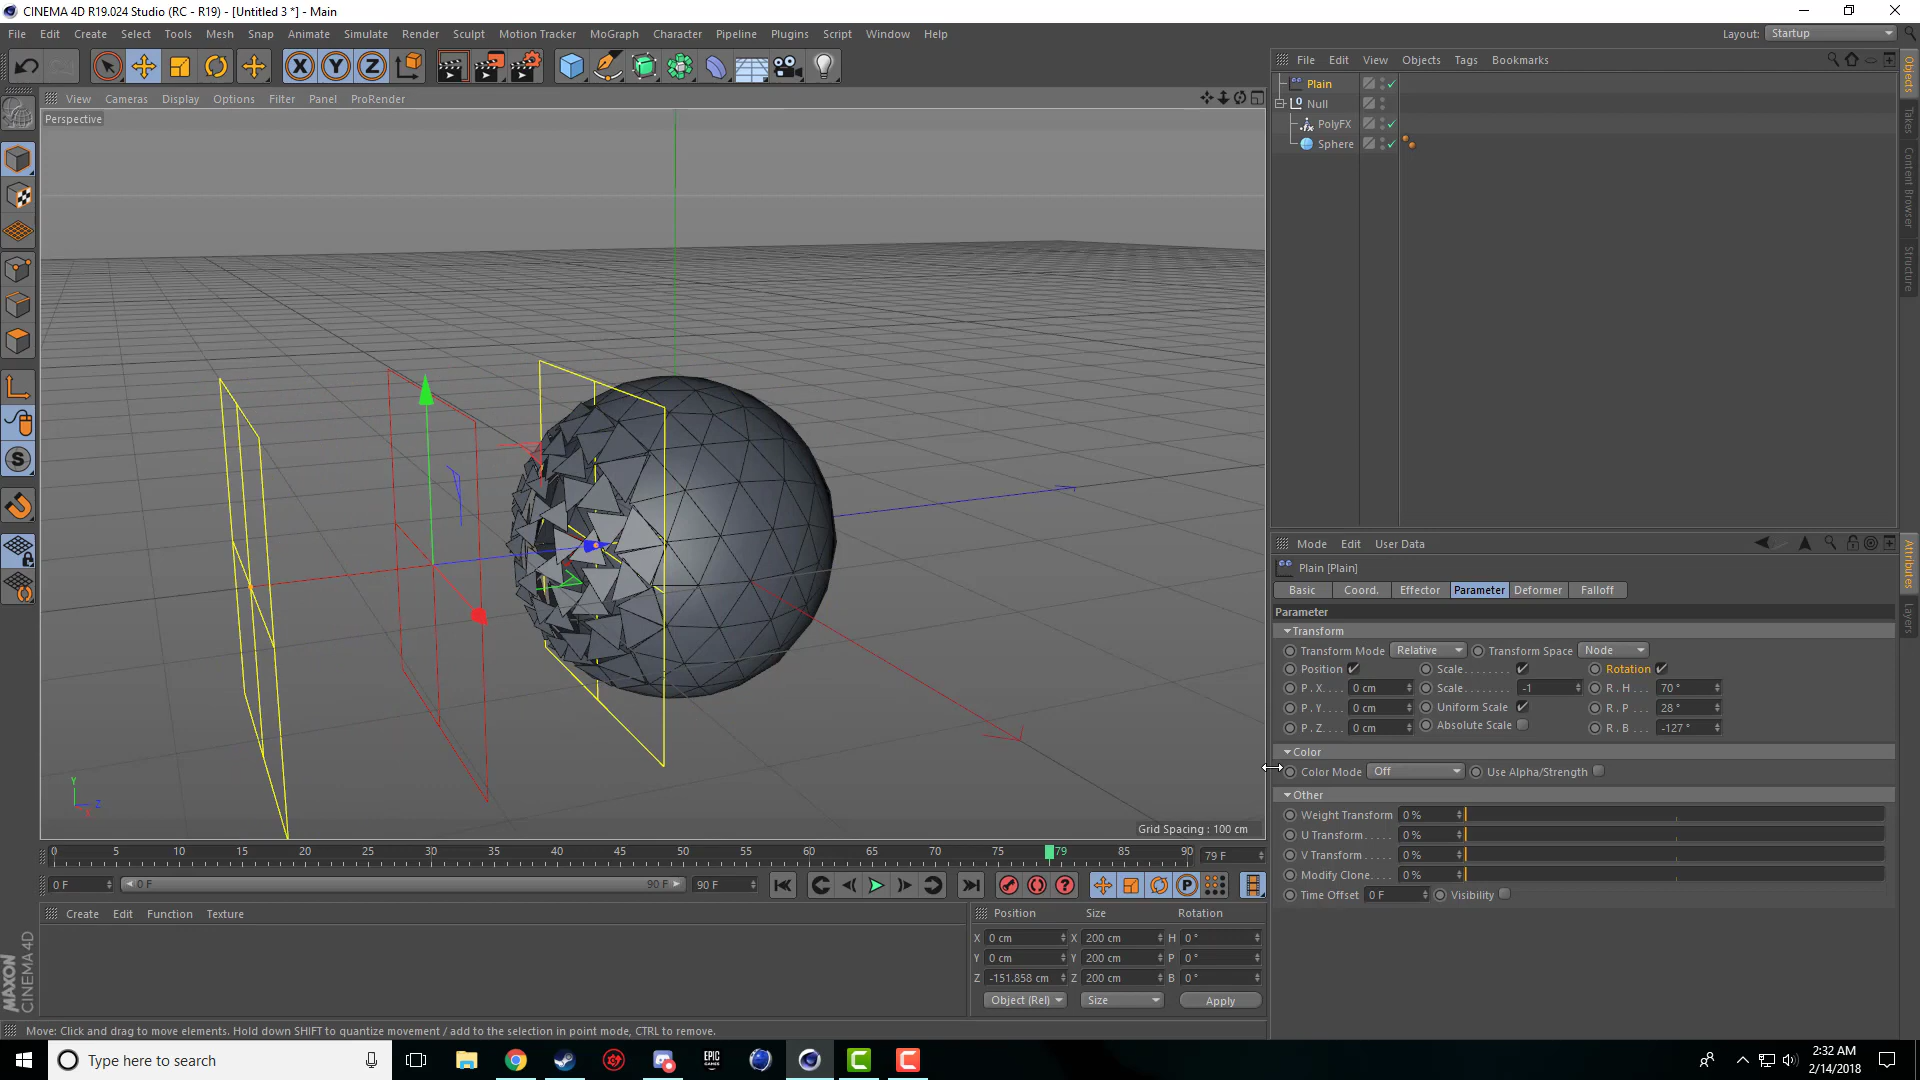 CINEMA 4D R19.024 Studio (RC - R19) - [Untitled 3 *] - Main
File Edit Create Select Tools Mesh Snap Animate Simulate Render Sculpt Motion Tracker MoGraph Character Pipeline Plugins Script Window Help
Layout: Startup
X Y Z
View Cameras Display Options Filter Panel ProRender
Perspective
File Edit View Objects Tags Bookmarks
Plain
Null
PolyFX
Sphere
Objects
Takes
Content Browser
Structure
Mode Edit User Data
Plain [Plain]
Basic Coord. Effector Parameter Deformer Falloff
Parameter
Transform
Transform Mode Relative Transform Space Node
Position Scale........ Rotation
P . X.... 0 cm Scale........ -1 R . H 70 °
P . Y.... 0 cm Uniform Scale R . P 28 °
P . Z.... 0 cm Absolute Scale R . B -127 °
Color
Color Mode Off Use Alpha/Strength
Other
Weight Transform 0 %
U Transform..... 0 %
V Transform.... 0 %
Modify Clone.... 0 %
Time Offset 0 F Visibility
Attributes
Layers
Y
Z
Grid Spacing : 100 cm
0 5 10 15 20 25 30 35 40 45 50 55 60 65 70 75 79 85 90 79 F
0 F 0 F 90 F 90 F
Create Edit Function Texture
Position Size Rotation
X 0 cm X 200 cm H 0 °
Y 0 cm Y 200 cm P 0 °
Z -151.858 cm Z 200 cm B 0 °
Object (Rel) Size Apply
MAXON
CINEMA 4D
Move: Click and drag to move elements. Hold down SHIFT to quantize movement / add to the selection in point mode, CTRL to remove.
Type here to search
EPIC
GAMES
2:32 AM
2/14/2018